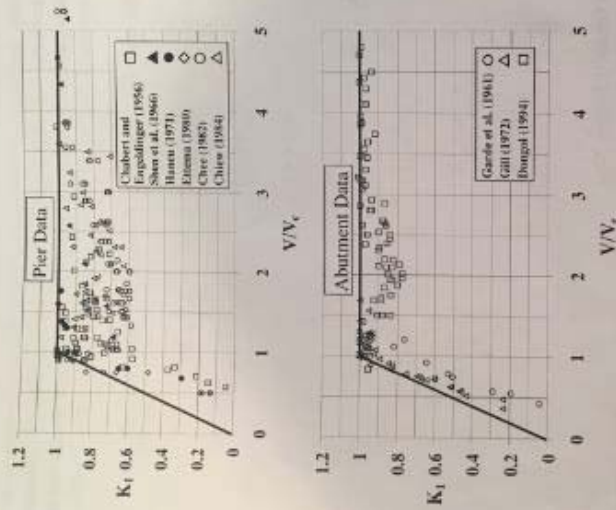 Pier Data
1.2
1
0.8
0.6
0.4
0.2
0
K1
0
1
2
3
4
5
V/Vc
Chabert and
Engeldinger (1956)
Shen et al. (1966)
Hancu (1971)
Ettema (1980)
Chee (1982)
Chiew (1984)
Abutment Data
1.2
1
0.8
0.6
0.4
0.2
0
K1
0
1
2
3
4
5
V/Vc
Garde et al. (1961)
Gill (1972)
Dongol (1994)